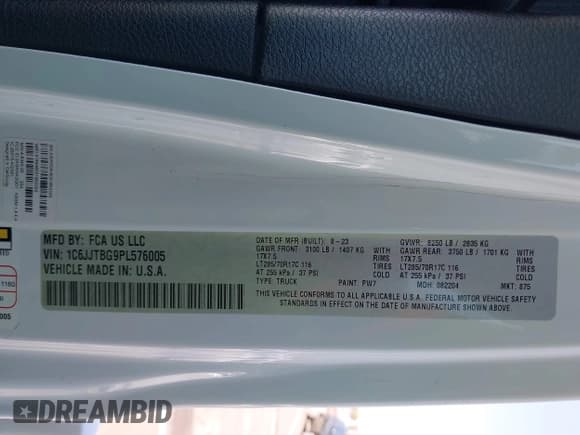 MFD BY: FCA US LLC
VIN: 1C6JJTBG9PL576005
VEHICLE MADE IN U.S.A.
DATE OF MFR (BUILT): 8-23
GVWR: 6250 LB / 2835 KG
GAWR FRONT: 3100 LB / 1407 KG
WITH TIRES
17X7.5 RIMS
LT285/70R17C 116
AT 255 kPa / 37 PSI COLD
GAWR REAR: 3750 LB / 1701 KG
17X7.5 RIMS
LT285/70R17C 116
AT 255 kPa / 37 PSI COLD
TYPE: TRUCK PAINT: PW7 MDH: 082204 MKT: 875
THIS VEHICLE CONFORMS TO ALL APPLICABLE U.S.A. FEDERAL MOTOR VEHICLE SAFETY
STANDARDS IN EFFECT ON THE DATE OF MANUFACTURE SHOWN ABOVE.
DREAMBID